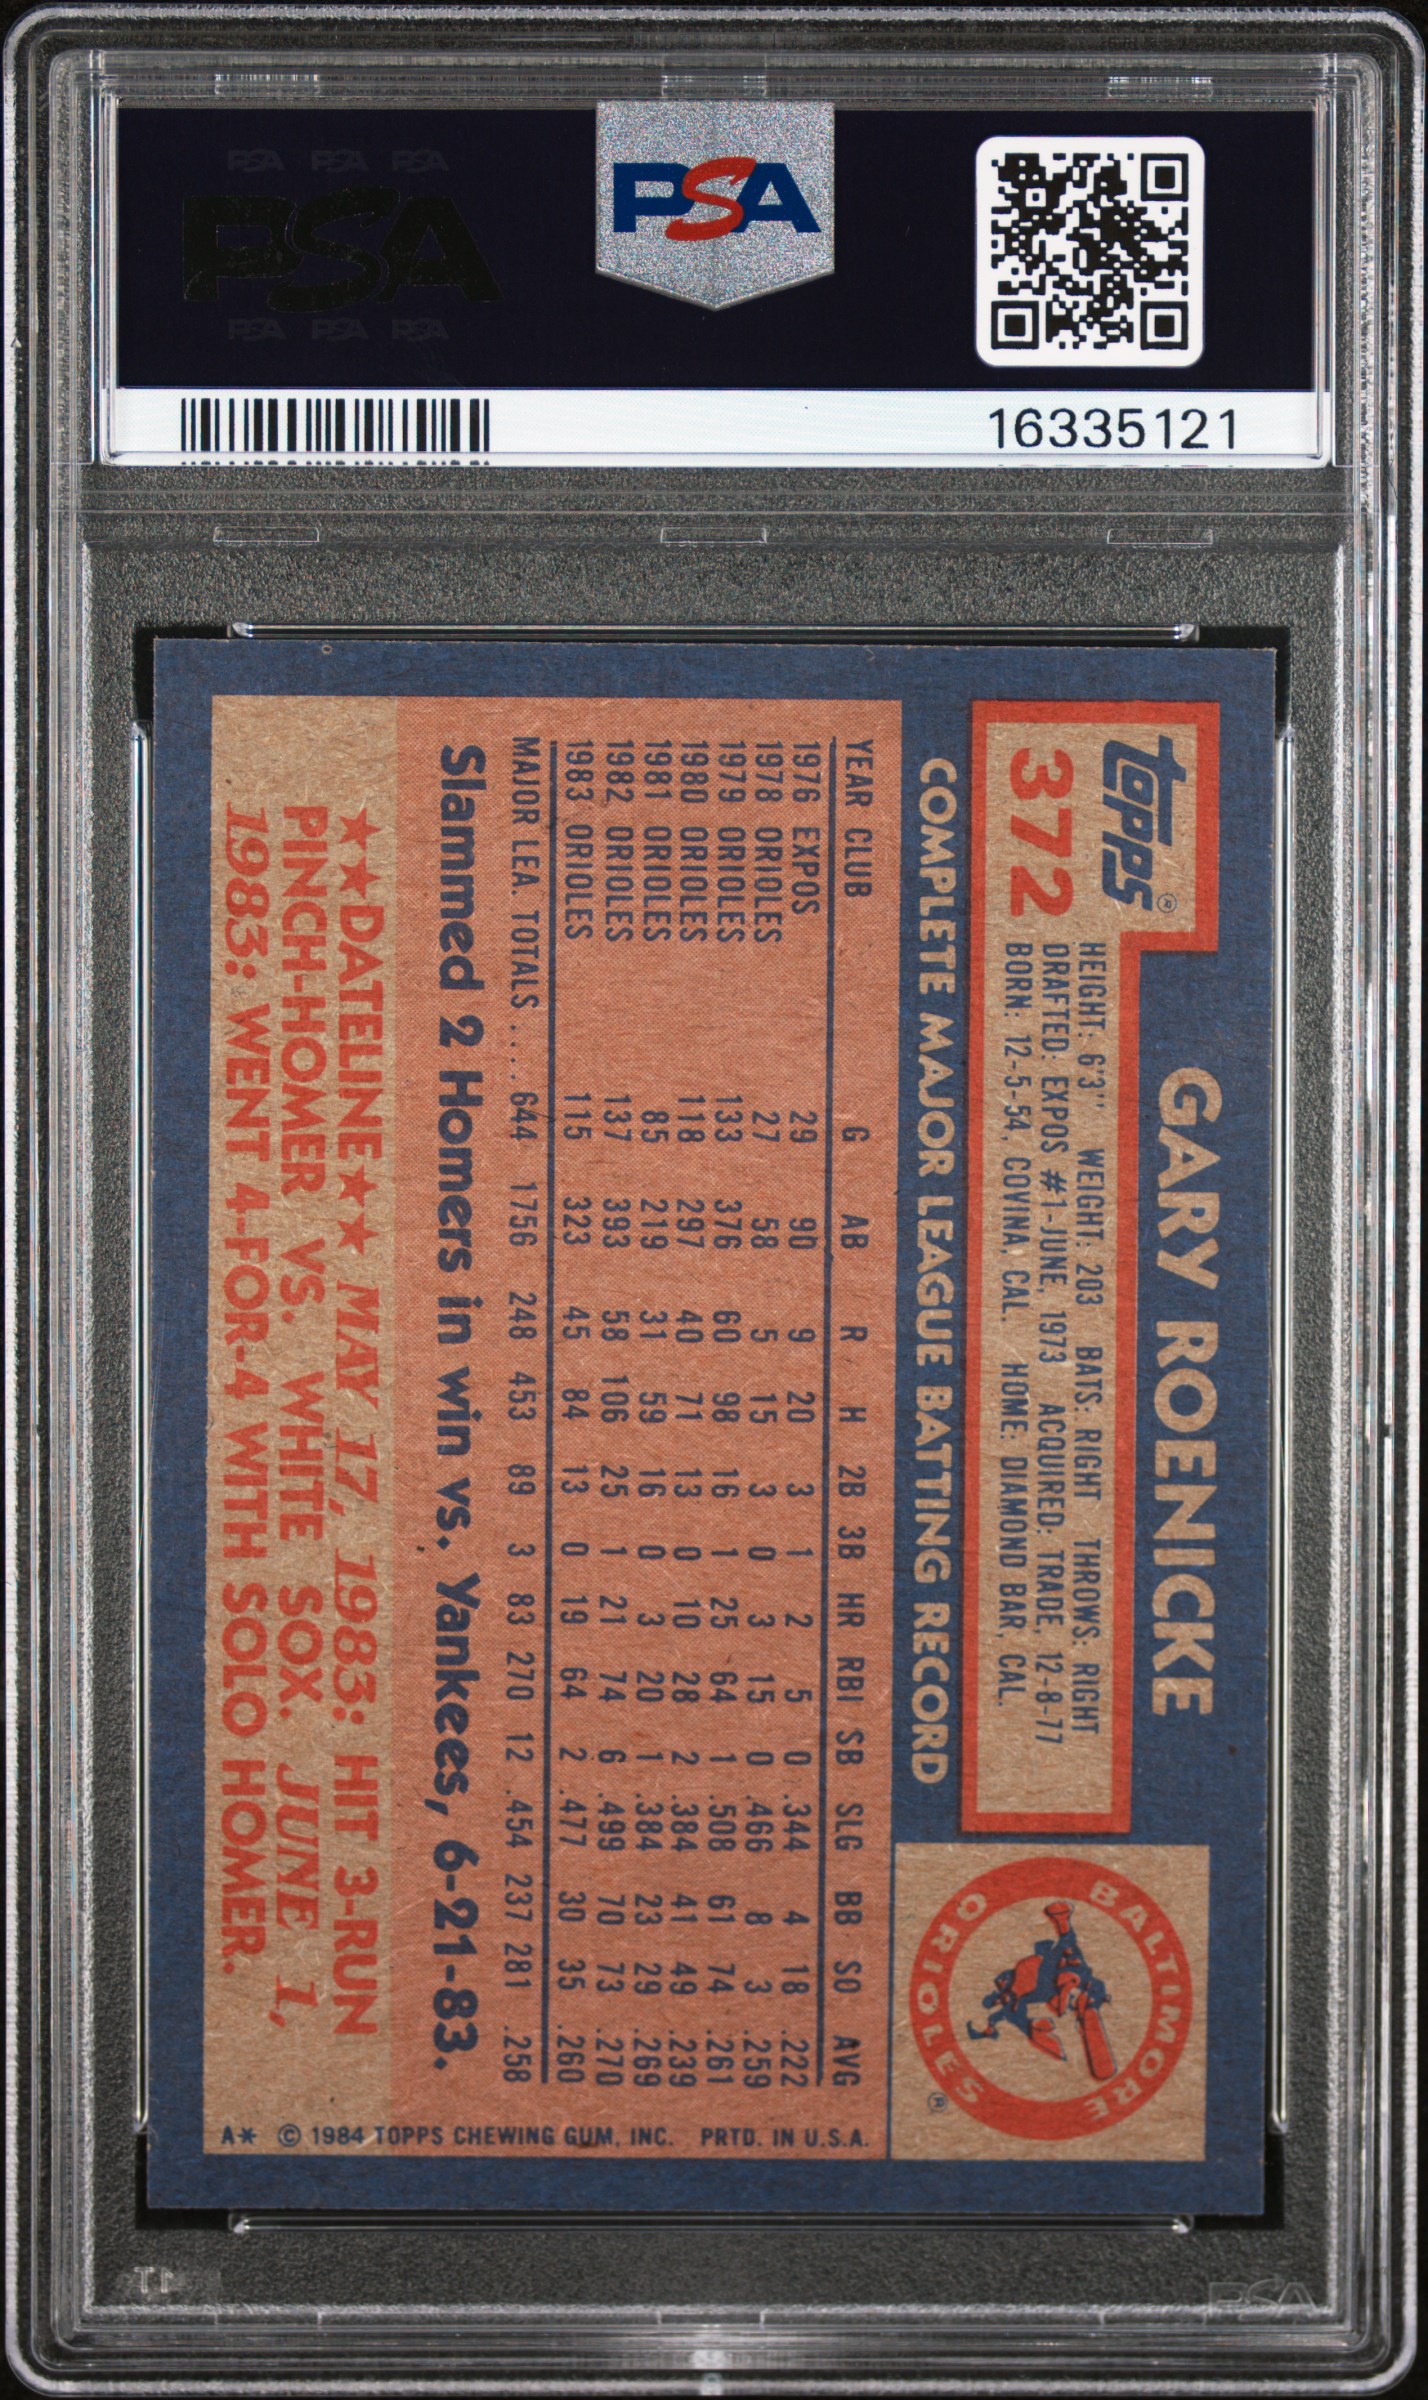 PSA PSA PSA
PSA
PSA PSA PSA
PSA
16335121
topps®
372
GARY ROENICKE
HEIGHT: 6'3" WEIGHT: 203 BATS: RIGHT THROWS: RIGHT
DRAFTED: EXPOS #1-JUNE, 1973 ACQUIRED: TRADE, 12-8-77
BORN: 12-5-54, COVINA, CAL. HOME: DIAMOND BAR, CAL.
BALTIMORE ORIOLES ®
COMPLETE MAJOR LEAGUE BATTING RECORD
YEAR CLUB G AB R H 2B 3B HR RBI SB SLG BB SO AVG
1976 EXPOS 29 90 9 20 3 1 2 5 0 .344 4 18 .222
1978 ORIOLES 27 58 5 15 3 0 3 15 0 .466 8 3 .259
1979 ORIOLES 133 376 60 98 16 1 25 64 1 .508 61 74 .261
1980 ORIOLES 118 297 40 71 13 0 10 28 2 .384 41 49 .239
1981 ORIOLES 85 219 31 59 16 0 3 20 1 .384 23 29 .269
1982 ORIOLES 137 393 58 106 25 1 21 74 6 .499 70 73 .270
1983 ORIOLES 115 323 45 84 13 0 19 64 2 .477 30 35 .260
MAJOR LEA. TOTALS .... 644 1756 248 453 89 3 83 270 12 .454 237 281 .258
Slammed 2 Homers in win vs. Yankees, 6-21-83.
★★DATELINE★★ MAY 17, 1983: HIT 3-RUN
PINCH-HOMER VS. WHITE SOX. JUNE 1,
1983: WENT 4-FOR-4 WITH SOLO HOMER.
A* © 1984 TOPPS CHEWING GUM, INC. PRTD. IN U.S.A.
PSA